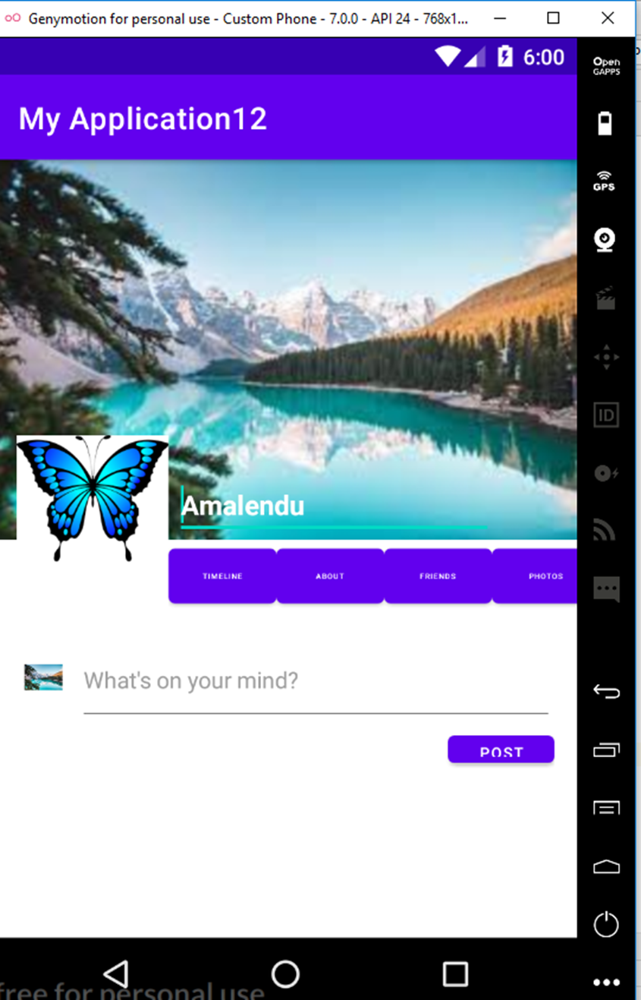 Genymotion for personal use - Custom Phone - 7.0.0 - API 24 - 768x1...
6:00
Open
GAPPS
My Application12
GPS
ID
Amalendu
TIMELINE
ABOUT
FRIENDS
PHOTOS
What's on your mind?
POST
free for personal use